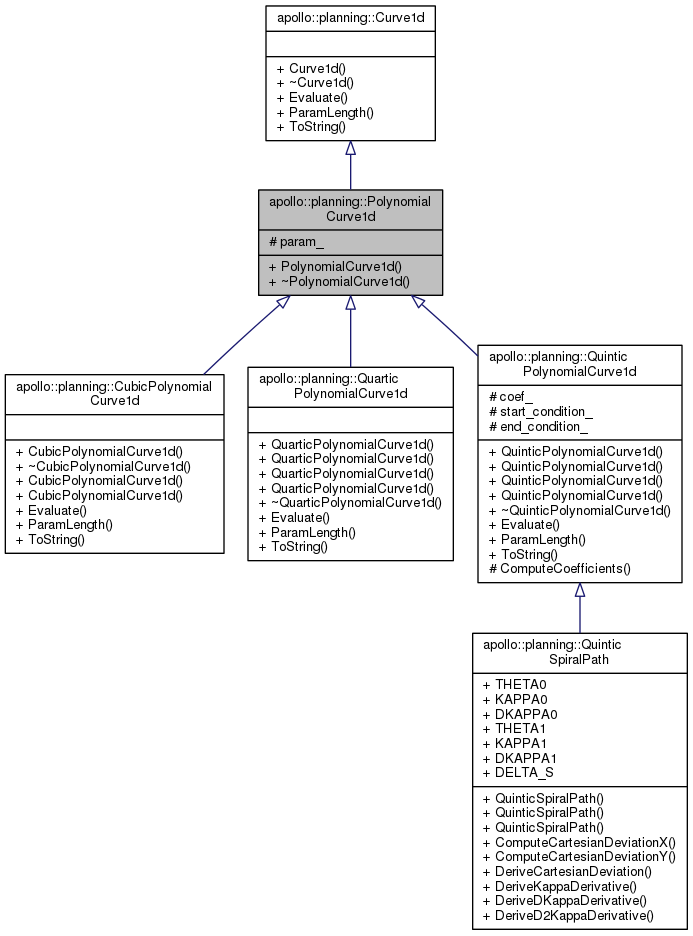 apollo::planning::Curve1d
+ Curve1d()
+ ~Curve1d()
+ Evaluate()
+ ParamLength()
+ ToString()
apollo::planning::Polynomial
Curve1d
# param_
+ PolynomialCurve1d()
+ ~PolynomialCurve1d()
apollo::planning::CubicPolynomial
Curve1d
+ CubicPolynomialCurve1d()
+ ~CubicPolynomialCurve1d()
+ CubicPolynomialCurve1d()
+ CubicPolynomialCurve1d()
+ Evaluate()
+ ParamLength()
+ ToString()
apollo::planning::Quartic
PolynomialCurve1d
+ QuarticPolynomialCurve1d()
+ QuarticPolynomialCurve1d()
+ QuarticPolynomialCurve1d()
+ QuarticPolynomialCurve1d()
+ ~QuarticPolynomialCurve1d()
+ Evaluate()
+ ParamLength()
+ ToString()
apollo::planning::Quintic
PolynomialCurve1d
# coef_
# start_condition_
# end_condition_
+ QuinticPolynomialCurve1d()
+ QuinticPolynomialCurve1d()
+ QuinticPolynomialCurve1d()
+ QuinticPolynomialCurve1d()
+ ~QuinticPolynomialCurve1d()
+ Evaluate()
+ ParamLength()
+ ToString()
# ComputeCoefficients()
apollo::planning::Quintic
SpiralPath
+ THETA0
+ KAPPA0
+ DKAPPA0
+ THETA1
+ KAPPA1
+ DKAPPA1
+ DELTA_S
+ QuinticSpiralPath()
+ QuinticSpiralPath()
+ QuinticSpiralPath()
+ ComputeCartesianDeviationX()
+ ComputeCartesianDeviationY()
+ DeriveCartesianDeviation()
+ DeriveKappaDerivative()
+ DeriveDKappaDerivative()
+ DeriveD2KappaDerivative()